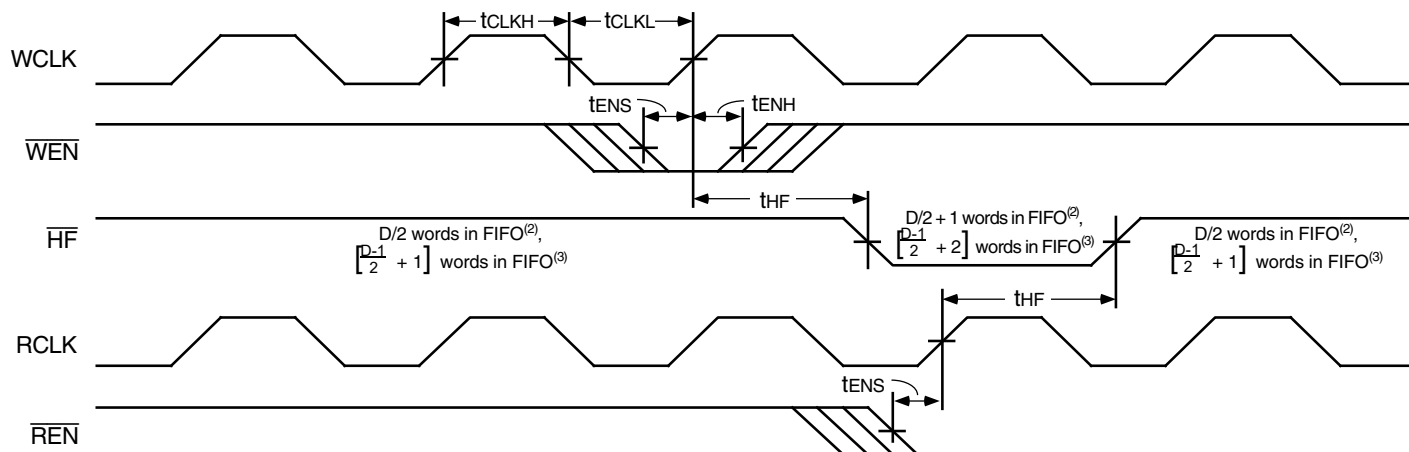 tCLKH
tCLKL
WCLK
tENS
tENH
WEN
tHF
HF
D/2 words in FIFO(2),
[D-1/2 + 1] words in FIFO(3)
D/2 + 1 words in FIFO(2),
[D-1/2 + 2] words in FIFO(3)
D/2 words in FIFO(2),
[D-1/2 + 1] words in FIFO(3)
tHF
RCLK
tENS
REN